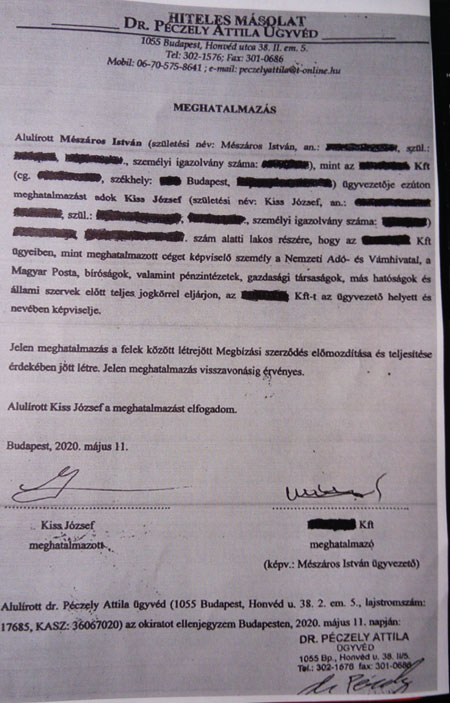 HITELES MÁSOLAT
DR. PÉCZELY ATTILA ÜGYVÉD
1055 Budapest, Honvéd utca 38. II. em. 5.
Tel: 302-1576; Fax: 301-0686
Mobil: 06-70-575-8641 ; e-mail: peczelyattila@t-online.hu
MEGHATALMAZÁS
Alulírott Mészáros István (születési név: Mészáros István, an.: , szül.:
, ., személyi igazolvány száma: ), mint az Kft
(cg. , székhely: Budapest, ) ügyvezetője ezúton
meghatalmazást adok Kiss József (születési név: Kiss József, an.:
, szül.: , , személyi igazolvány száma: )
, . szám alatti lakos részére, hogy az Kft
ügyeiben, mint meghatalmazott céget képviselő személy a Nemzeti Adó- és Vámhivatal, a
Magyar Posta, bíróságok, valamint pénzintézetek, gazdasági társaságok, más hatóságok és
állami szervek előtt teljes jogkörrel eljárjon, az Kft-t az ügyvezető helyett és
nevében képviselje.
Jelen meghatalmazás a felek között létrejött Megbízási szerződés előmozdítása és teljesítése
érdekében jött létre. Jelen meghatalmazás visszavonásig érvényes.
Alulírott Kiss József a meghatalmazást elfogadom.
Budapest, 2020. május 11.
Kiss József
meghatalmazott
Kft
meghatalmazó
(képv.: Mészáros István ügyvezető)
Alulírott dr. Péczely Attila ügyvéd (1055 Budapest, Honvéd u. 38. 2. em. 5., lajstromszám:
17685, KASZ: 36067020) az okiratot ellenjegyzem Budapesten, 2020. május 11. napján:
DR. PÉCZELY ATTILA
ÜGYVÉD
1055 Bp., Honvéd u. 38. II/5.
Tel.: 302-1576 fax: 301-0686